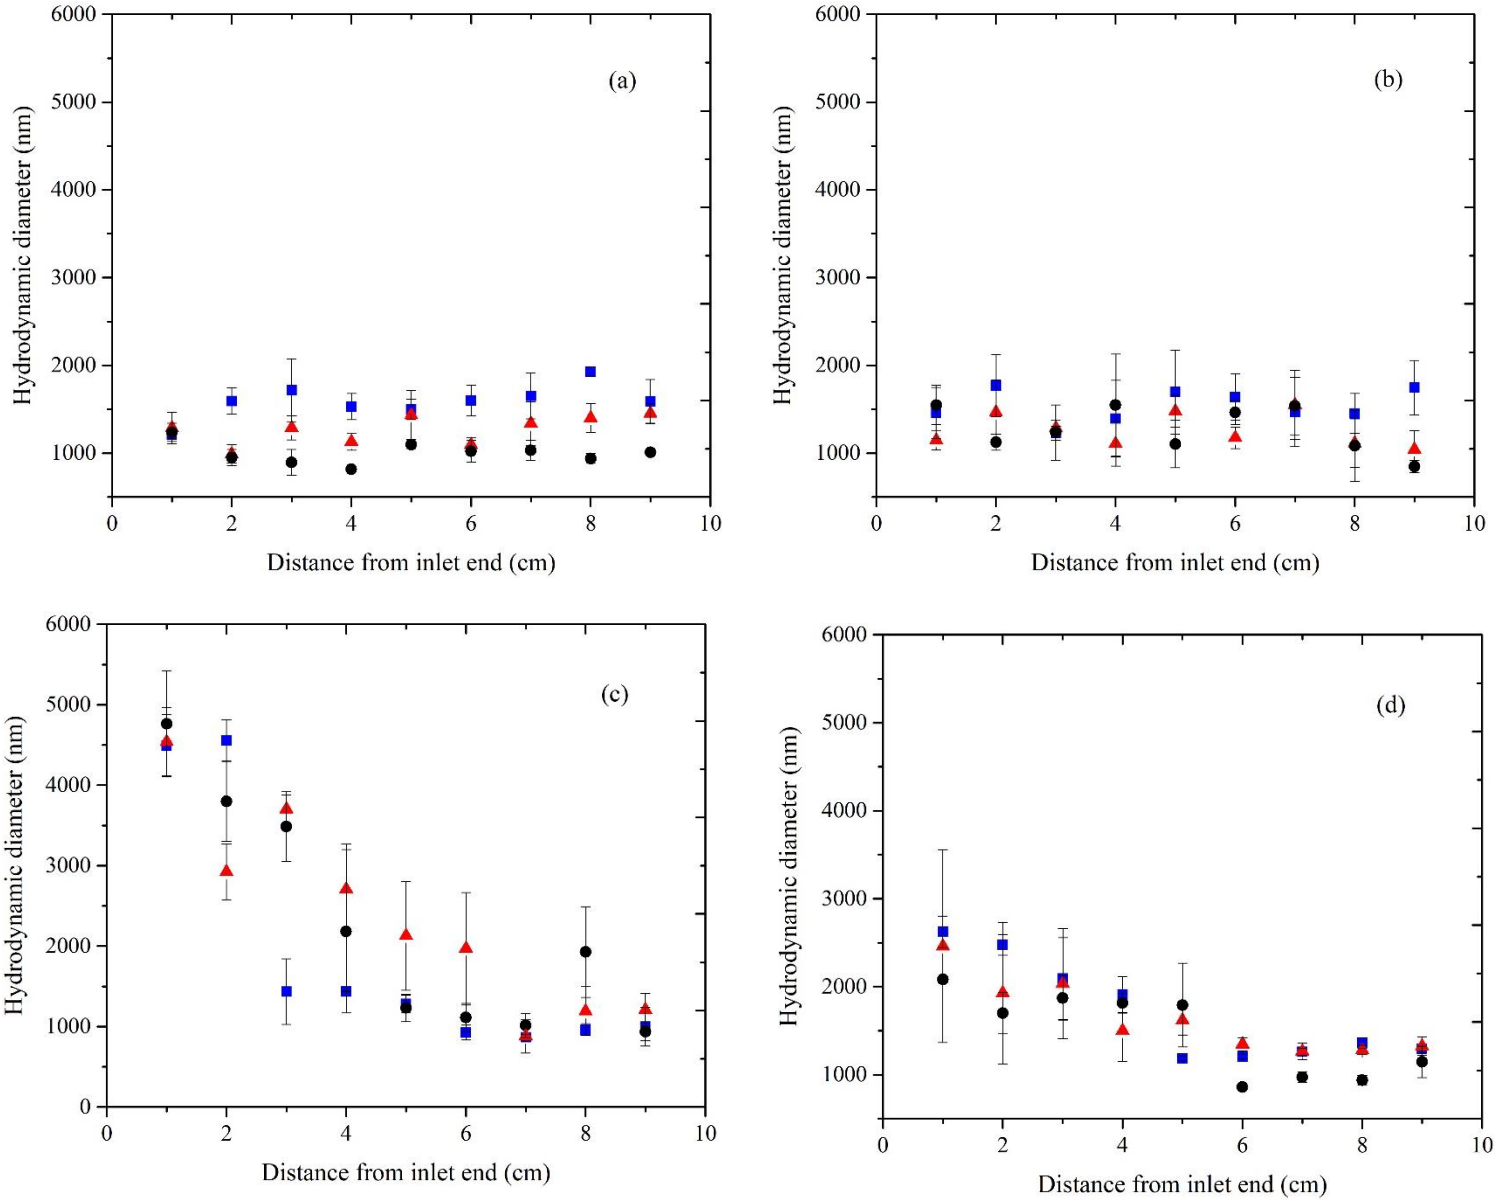 6000
5000
4000
3000
2000
1000
Hydrodynamic diameter (nm)
(a)
0 2 4 6 8 10
Distance from inlet end (cm)
6000
5000
4000
3000
2000
1000
Hydrodynamic diameter (nm)
(b)
0 2 4 6 8 10
Distance from inlet end (cm)
6000
5000
4000
3000
2000
1000
0
Hydrodynamic diameter (nm)
(c)
0 2 4 6 8 10
Distance from inlet end (cm)
6000
5000
4000
3000
2000
1000
Hydrodynamic diameter (nm)
(d)
0 2 4 6 8 10
Distance from inlet end (cm)